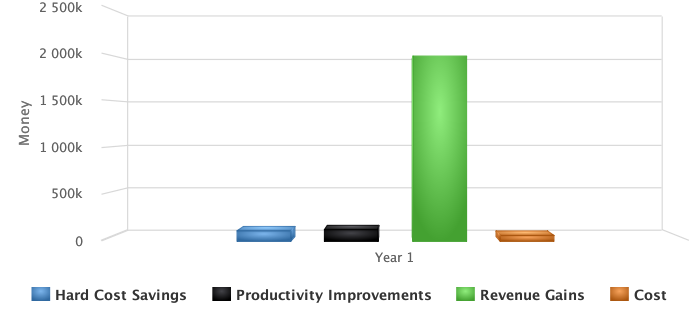 2 500k
2 000k
1 500k
1 000k
500k
0
Money
Year 1
Hard Cost Savings Productivity Improvements Revenue Gains Cost